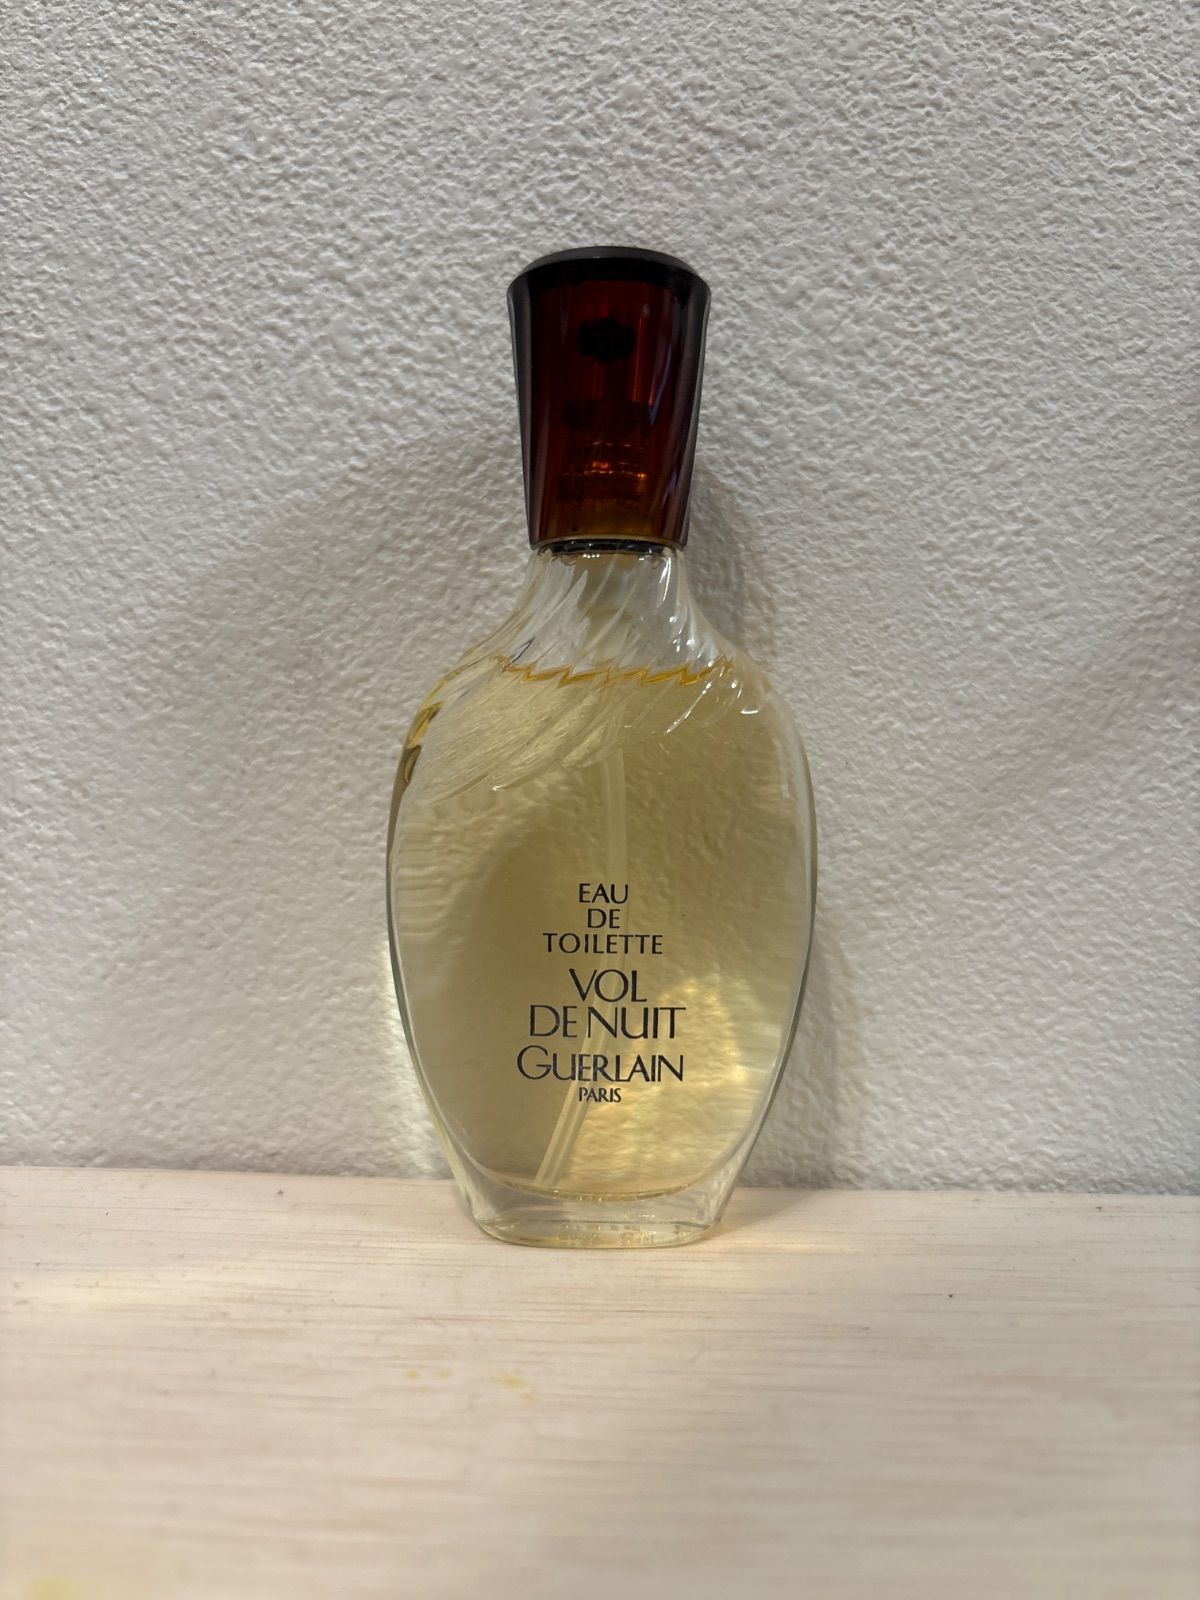 EAU
DE
TOILETTE
VOL
DE NUIT
GUERLAIN
PARIS